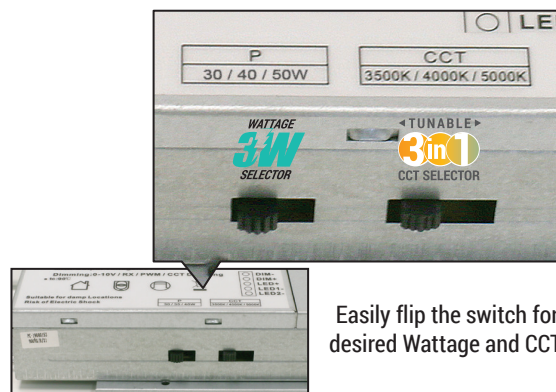 LE
P
CCT
30 / 40 / 50W
3500K / 4000K / 5000K
WATTAGE
3W
SELECTOR
TUNABLE
3in1
CCT SELECTOR
Dimming:0-10V / RX / PWM / CCT
DIM-
DIM+
LED+
LED1-
LED2-
Suitable for damp Locations
Risk of Electric Shock
P
CCT
Easily flip the switch for
desired Wattage and CCT